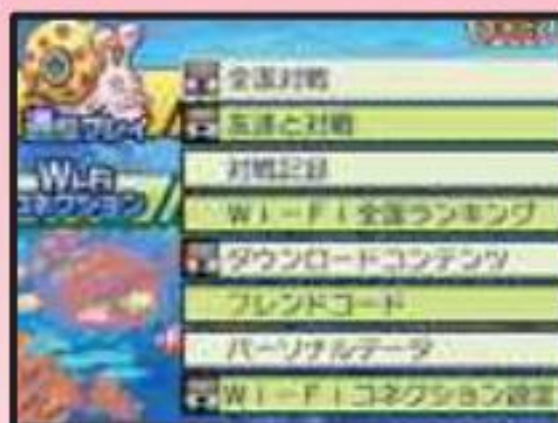 通信プレイ
Wi-Fi
コネクション
全国対戦
友達と対戦
対戦記録
WI-FI全国ランキング
ダウンロードコンテンツ
フレンドコード
パーソナルデータ
WI-FIコネクション設定